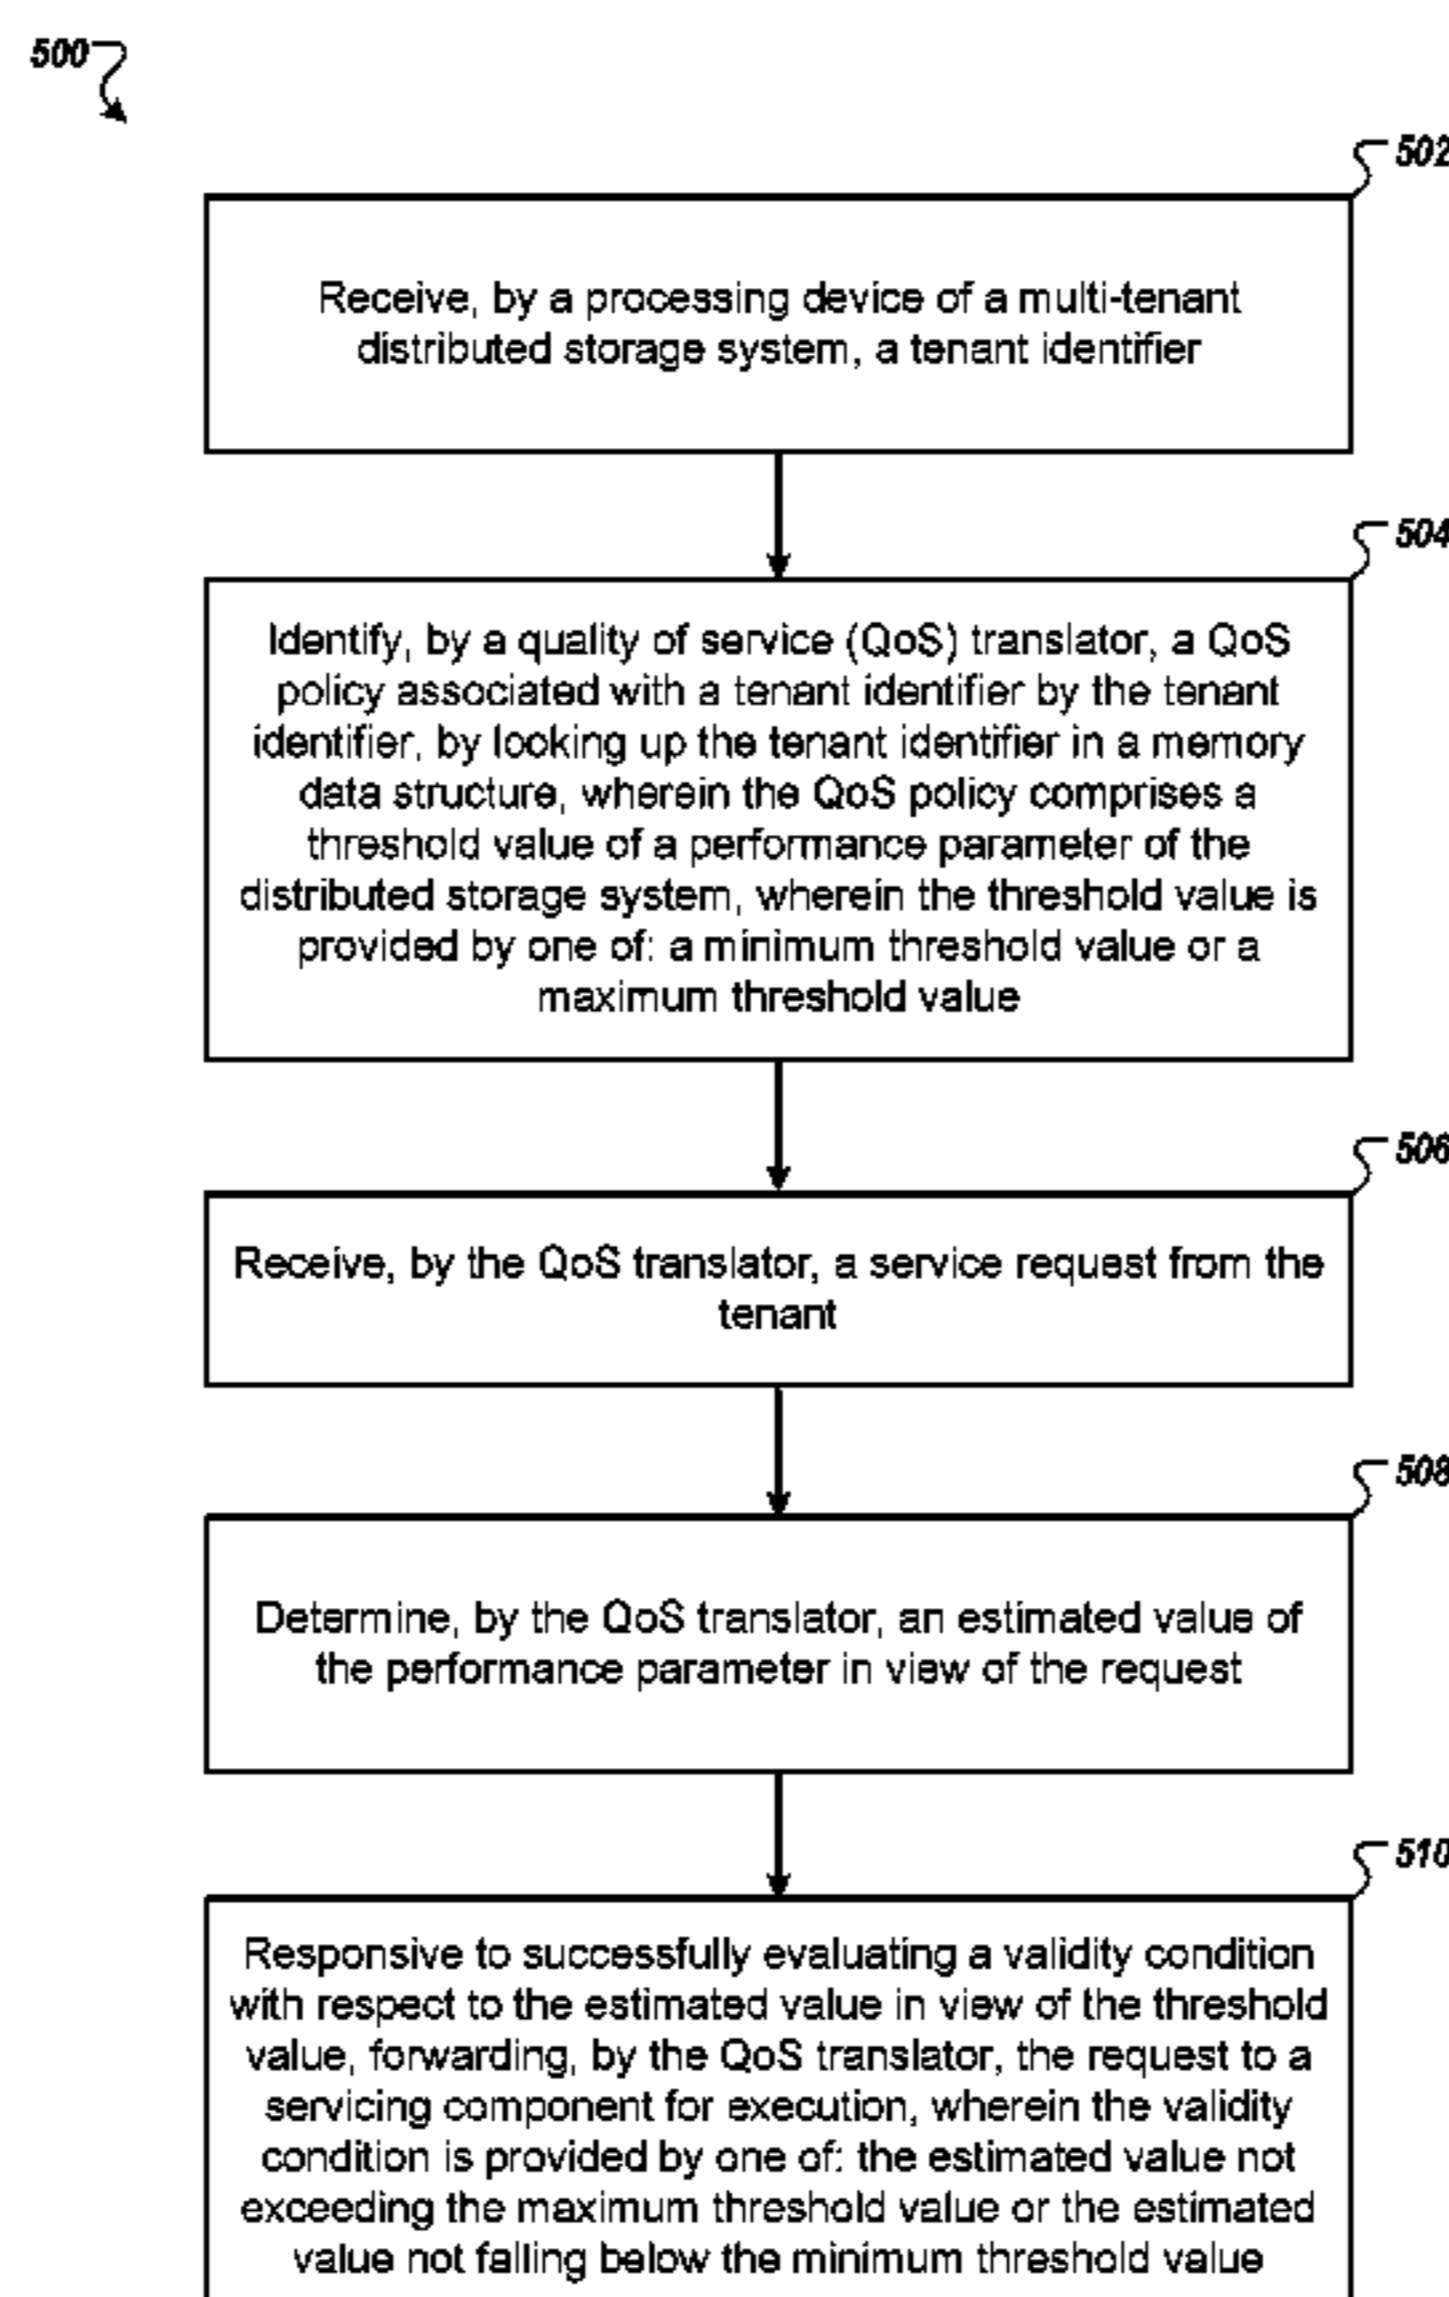 500
502
Receive, by a processing device of a multi-tenant
distributed storage system, a tenant identifier
504
Identify, by a quality of service (QoS) translator, a QoS
policy associated with a tenant identifier by the tenant
identifier, by looking up the tenant identifier in a memory
data structure, wherein the QoS policy comprises a
threshold value of a performance parameter of the
distributed storage system, wherein the threshold value is
provided by one of: a minimum threshold value or a
maximum threshold value
506
Receive, by the QoS translator, a service request from the
tenant
508
Determine, by the QoS translator, an estimated value of
the performance parameter in view of the request
510
Responsive to successfully evaluating a validity condition
with respect to the estimated value in view of the threshold
value, forwarding, by the QoS translator, the request to a
servicing component for execution, wherein the validity
condition is provided by one of: the estimated value not
exceeding the maximum threshold value or the estimated
value not falling below the minimum threshold value